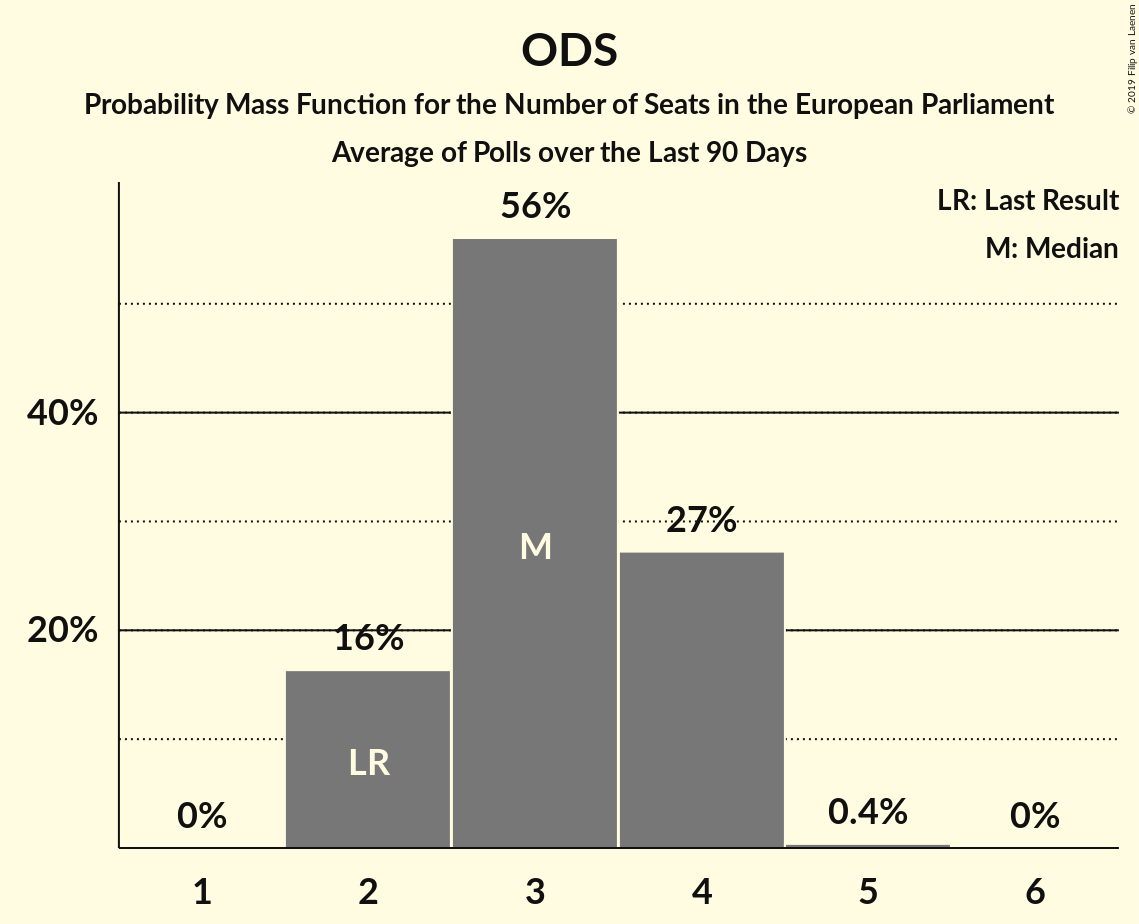 ODS
Probability Mass Function for the Number of Seats in the European Parliament
Average of Polls over the Last 90 Days
© 2019 Filip van Laenen
LR: Last Result
M: Median
56%
40%
27%
M
20%
16%
LR
0%
0.4%
0%
1 2 3 4 5 6